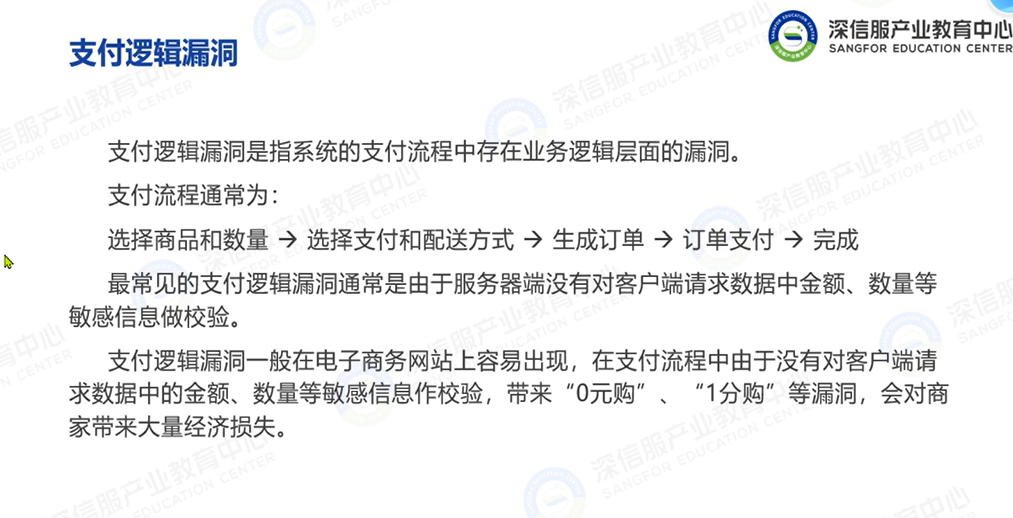 支付逻辑漏洞
深信服产业教育中心
SANGFOR EDUCATION CENTER
支付逻辑漏洞是指系统的支付流程中存在业务逻辑层面的漏洞。
支付流程通常为：
选择商品和数量 → 选择支付和配送方式 → 生成订单 → 订单支付 → 完成
最常见的支付逻辑漏洞通常是由于服务器端没有对客户端请求数据中金额、数量等
敏感信息做校验。
支付逻辑漏洞一般在电子商务网站上容易出现，在支付流程中由于没有对客户端请
求数据中的金额、数量等敏感信息作校验，带来“0元购”、“1分购”等漏洞，会对商
家带来大量经济损失。